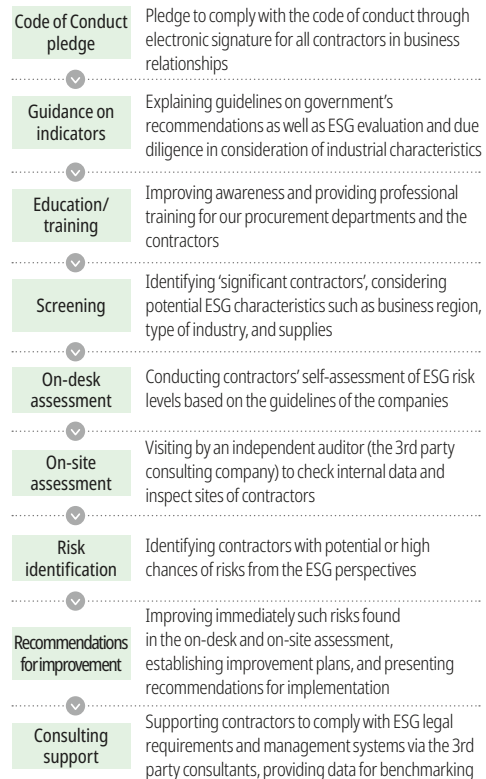 Code of Conduct
pledge
Pledge to comply with the code of conduct through
electronic signature for all contractors in business
relationships
Guidance on
indicators
Explaining guidelines on government’s
recommendations as well as ESG evaluation and due
diligence in consideration of industrial characteristics
Education/
training
Improving awareness and providing professional
training for our procurement departments and the
contractors
Screening
Identifying ‘significant contractors’, considering
potential ESG characteristics such as business region,
type of industry, and supplies
On-desk
assessment
Conducting contractors’ self-assessment of ESG risk
levels based on the guidelines of the companies
On-site
assessment
Visiting by an independent auditor (the 3rd party
consulting company) to check internal data and
inspect sites of contractors
Risk
identification
Identifying contractors with potential or high
chances of risks from the ESG perspectives
Recommendations
for improvement
Improving immediately such risks found
in the on-desk and on-site assessment,
establishing improvement plans, and presenting
recommendations for implementation
Consulting
support
Supporting contractors to comply with ESG legal
requirements and management systems via the 3rd
party consultants, providing data for benchmarking